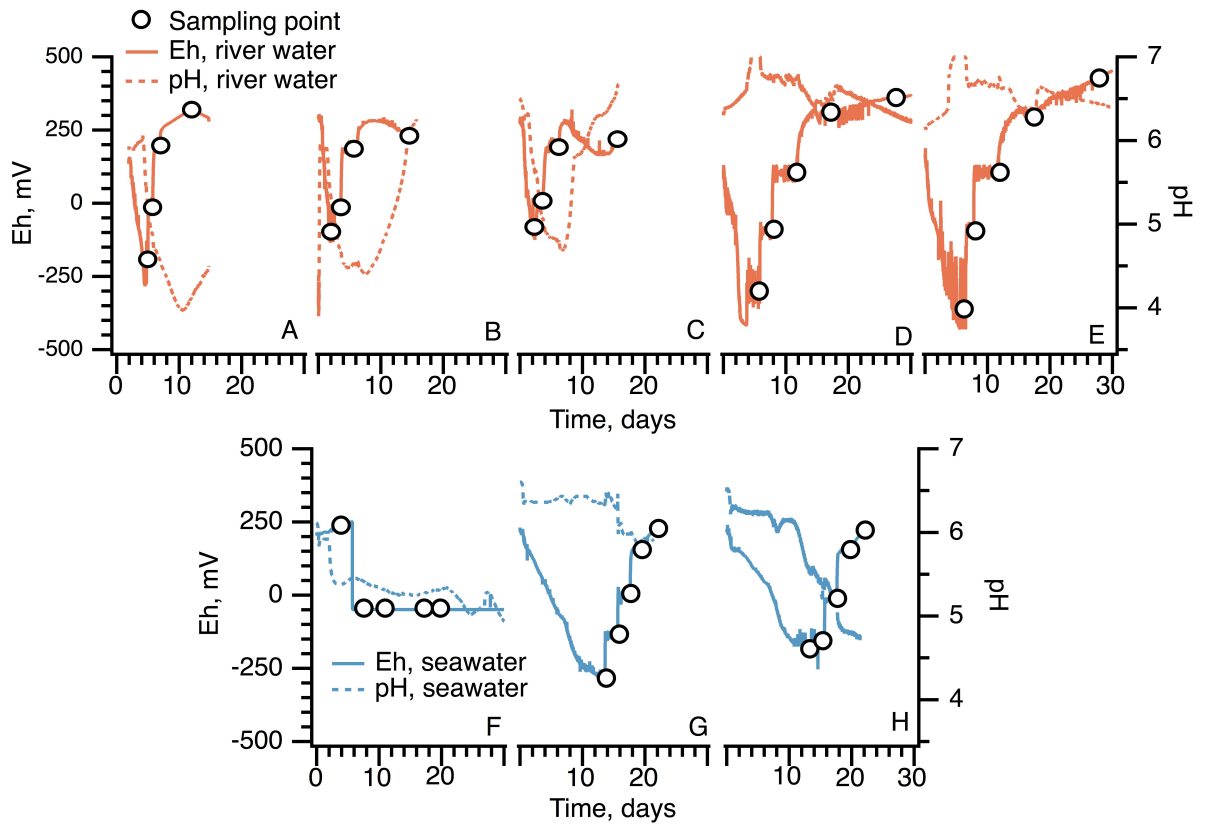 Sampling point
Eh, river water
pH, river water
500
250
0
-250
-500
Eh, mV
7
6
5
4
pH
A
B
C
D
E
0 10 20 10 20 10 20 10 20 10 20 30
Time, days
500
250
0
-250
-500
Eh, mV
7
6
5
4
pH
Eh, seawater
pH, seawater
F
G
H
0 10 20 10 20 10 20 30
Time, days